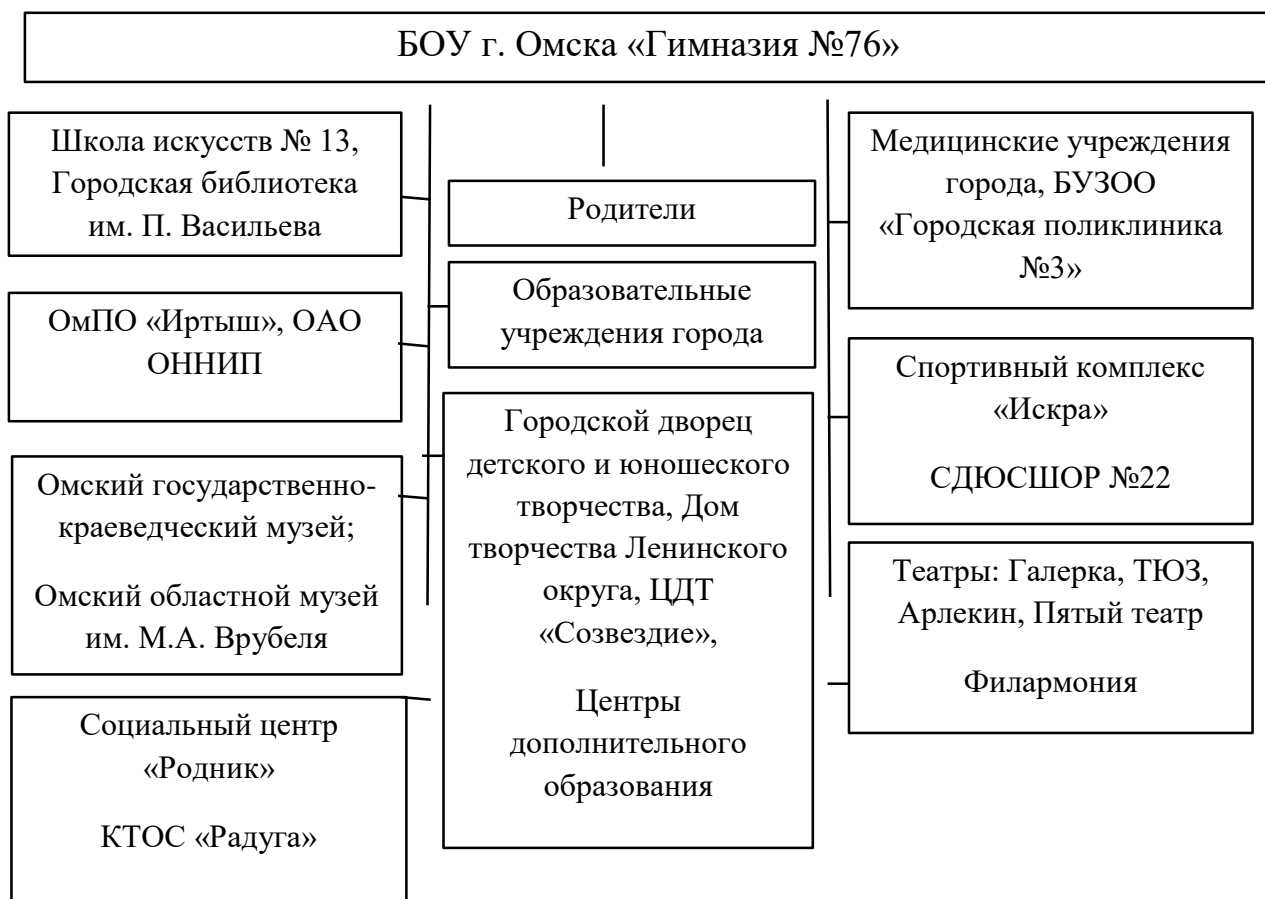 БОУ г. Омска «Гимназия №76»
Школа искусств № 13,
Городская библиотека
им. П. Васильева
ОмПО «Иртыш», ОАО
ОННИП
Омский государственно-
краеведческий музей;
Омский областной музей
им. М.А. Врубеля
Социальный центр
«Родник»
КТОС «Радуга»
Родители
Образовательные
учреждения города
Городской дворец
детского и юношеского
творчества, Дом
творчества Ленинского
округа, ЦДТ
«Созвездие»,
Центры
дополнительного
образования
Медицинские учреждения
города, БУЗОО
«Городская поликлиника
№3»
Спортивный комплекс
«Искра»
СДЮСШОР №22
Театры: Галерка, ТЮЗ,
Арлекин, Пятый театр
Филармония